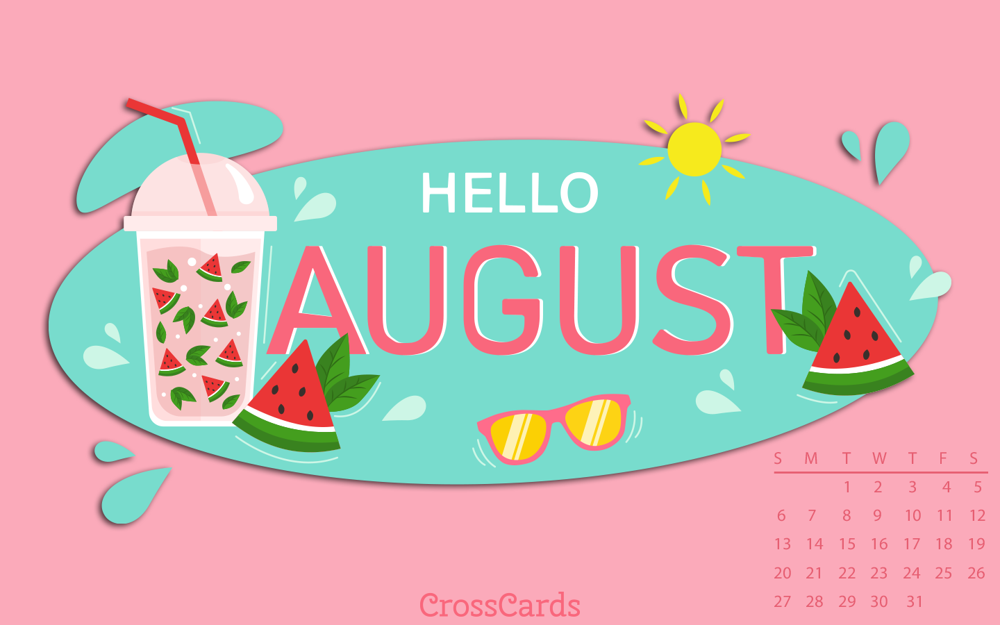 HELLO
AUGUST
S M T W T F S
1 2 3 4 5
6 7 8 9 10 11 12
13 14 15 16 17 18 19
20 21 22 23 24 25 26
27 28 29 30 31
CrossCards